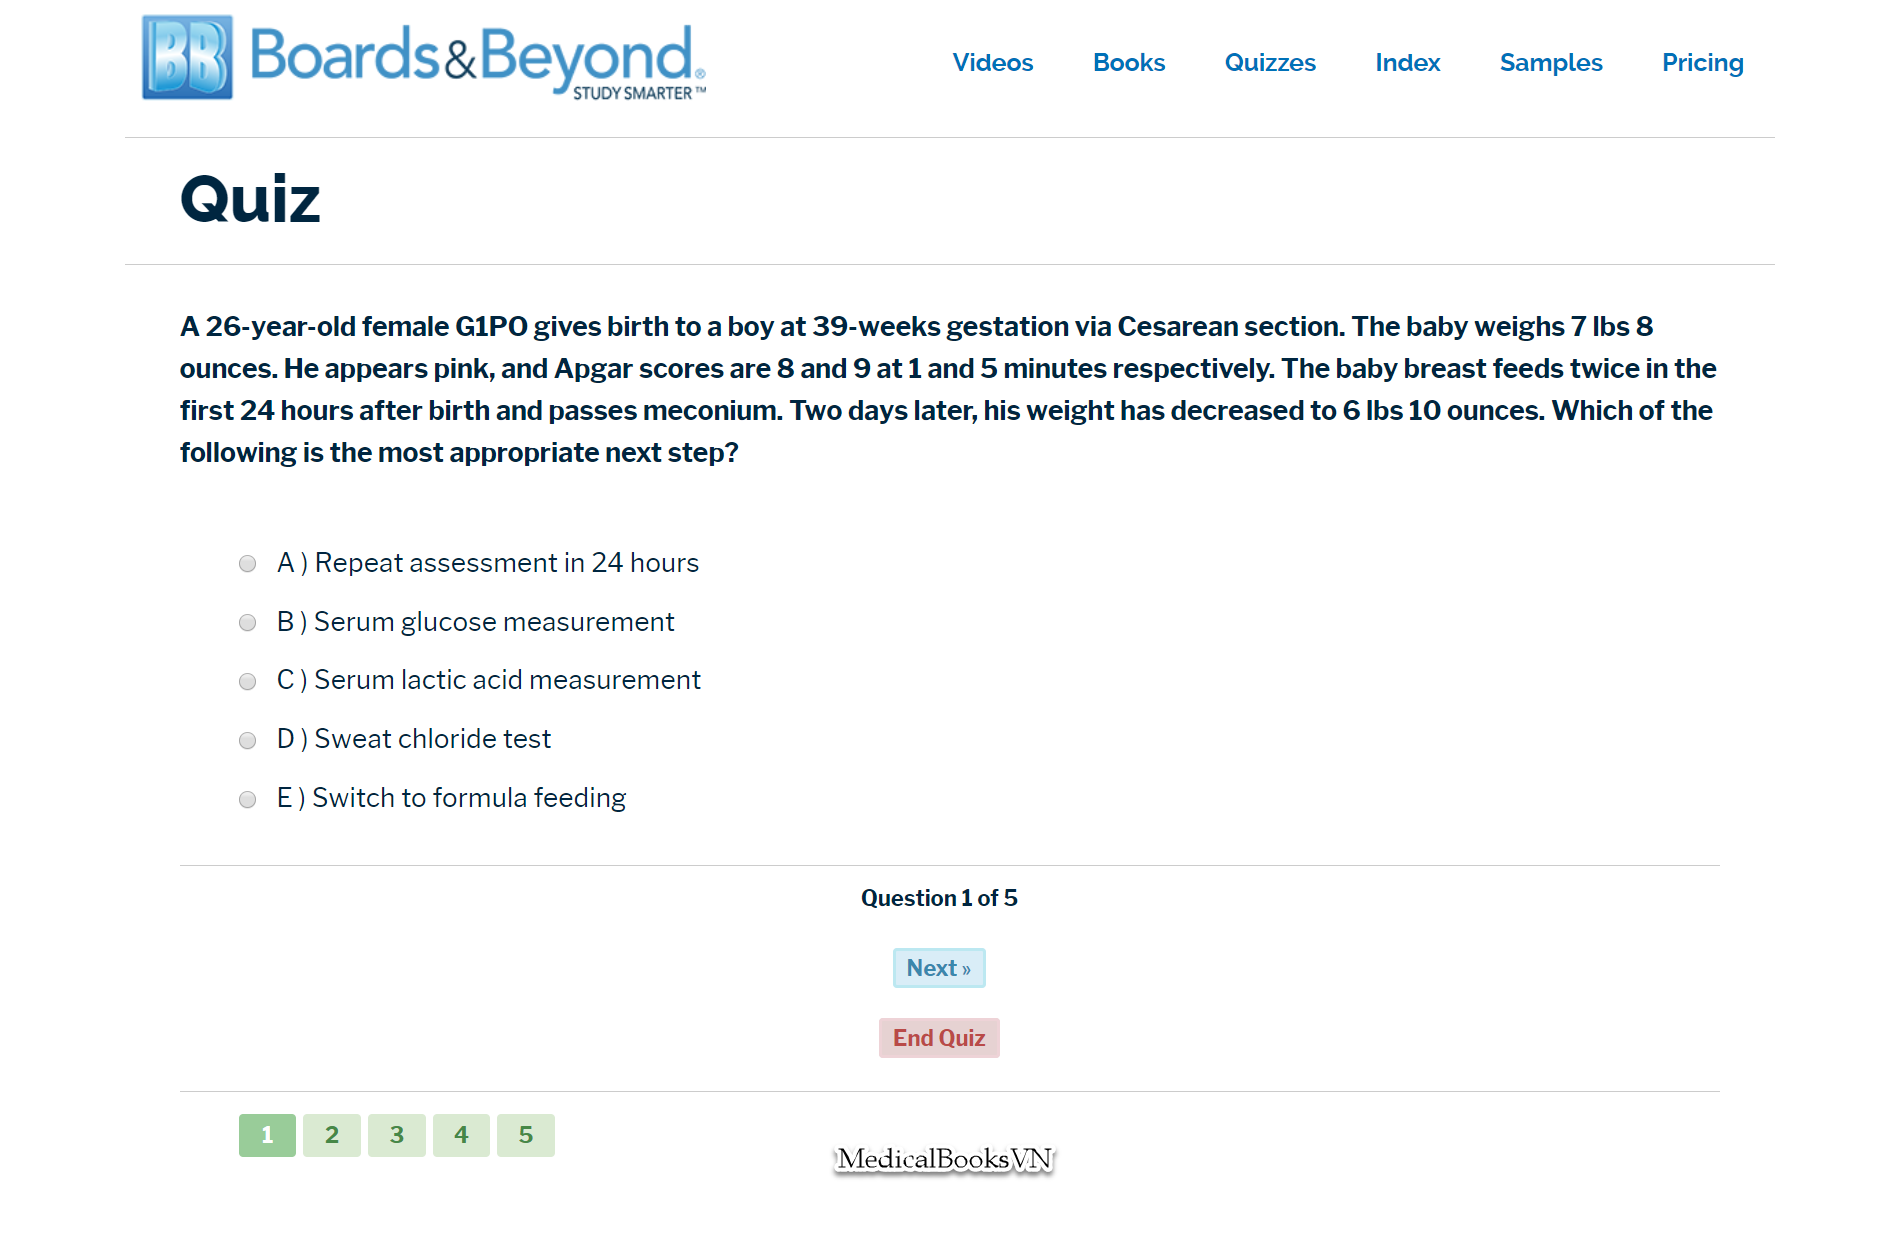 BB Boards&Beyond®
STUDY SMARTER™
Videos Books Quizzes Index Samples Pricing
Quiz
A 26-year-old female G1P0 gives birth to a boy at 39-weeks gestation via Cesarean section. The baby weighs 7 lbs 8
ounces. He appears pink, and Apgar scores are 8 and 9 at 1 and 5 minutes respectively. The baby breast feeds twice in the
first 24 hours after birth and passes meconium. Two days later, his weight has decreased to 6 lbs 10 ounces. Which of the
following is the most appropriate next step?
A ) Repeat assessment in 24 hours
B ) Serum glucose measurement
C ) Serum lactic acid measurement
D ) Sweat chloride test
E ) Switch to formula feeding
Question 1 of 5
Next »
End Quiz
1 2 3 4 5
MedicalBooksVN